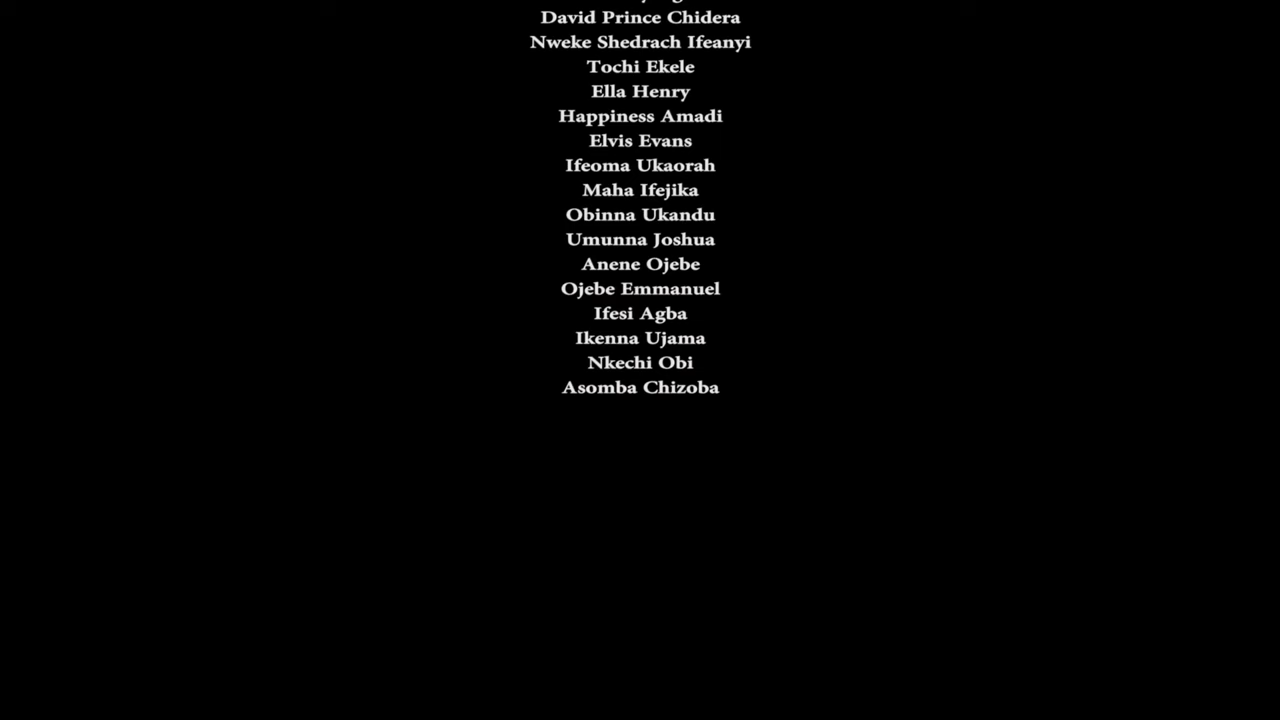 David Prince Chidera
Nweke Shedrach Ifeanyi
Tochi Ekele
Ella Henry
Happiness Amadi
Elvis Evans
Ifeoma Ukaorah
Maha Ifejika
Obinna Ukandu
Umunna Joshua
Anene Ojebe
Ojebe Emmanuel
Ifesi Agba
Ikenna Ujama
Nkechi Obi
Asomba Chizoba